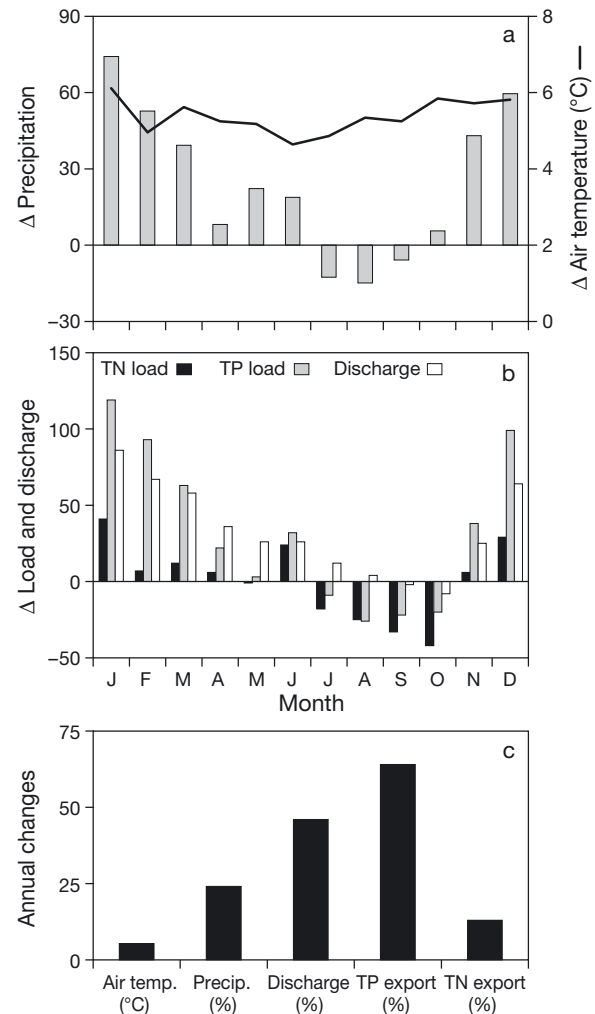 a
90
60
30
0
−30
Δ Precipitation
8
6
4
2
0
Δ Air temperature (°C)
b
TN load TP load Discharge
150
100
50
0
−50
Δ Load and discharge
J F M A M J J A S O N D
Month
c
75
50
25
0
Annual changes
Air temp. Precip. Discharge TP export TN export
(°C) (%) (%) (%) (%)